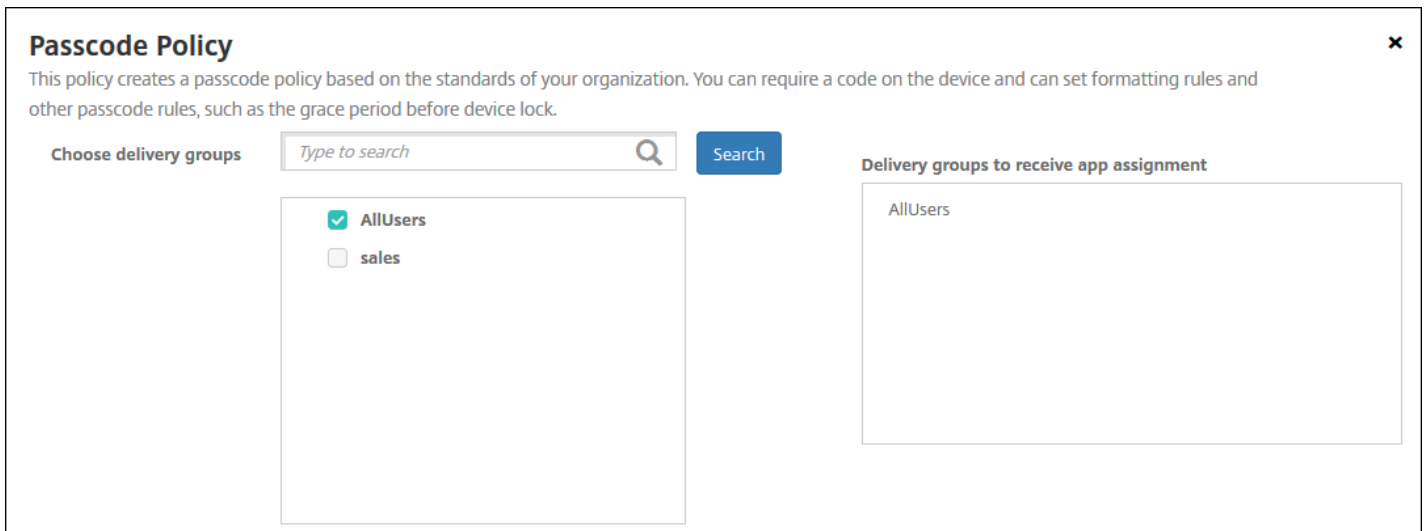 Passcode Policy
This policy creates a passcode policy based on the standards of your organization. You can require a code on the device and can set formatting rules and
other passcode rules, such as the grace period before device lock.
Choose delivery groups
Type to search
Search
AllUsers
sales
Delivery groups to receive app assignment
AllUsers